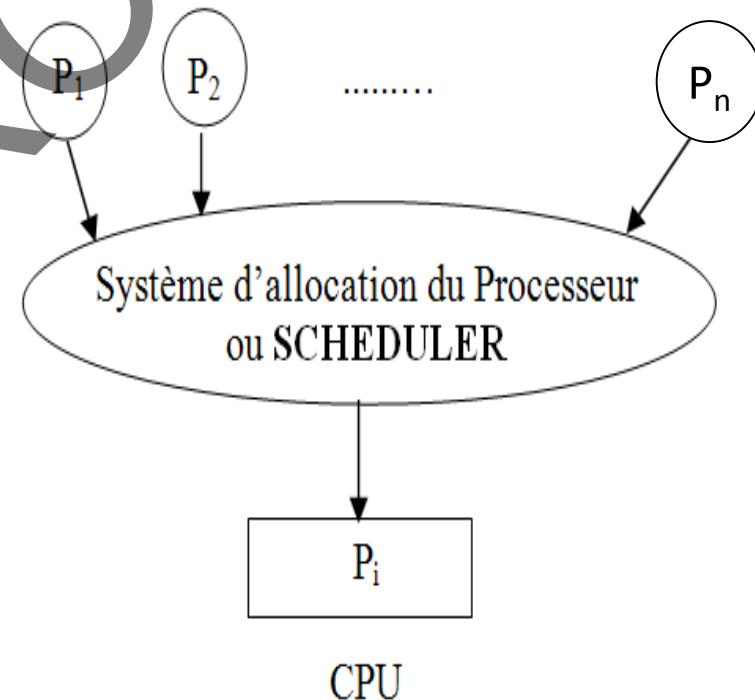 P₁ P₂ ......... Pₙ
Système d'allocation du Processeur
ou SCHEDULER
Pᵢ
CPU